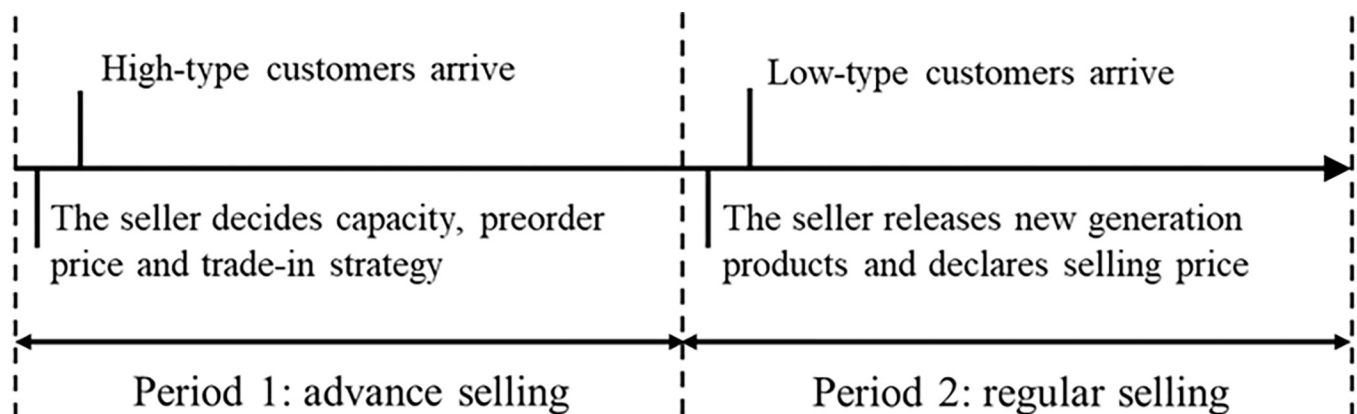 High-type customers arrive
Low-type customers arrive
The seller decides capacity, preorder
price and trade-in strategy
The seller releases new generation
products and declares selling price
Period 1: advance selling
Period 2: regular selling